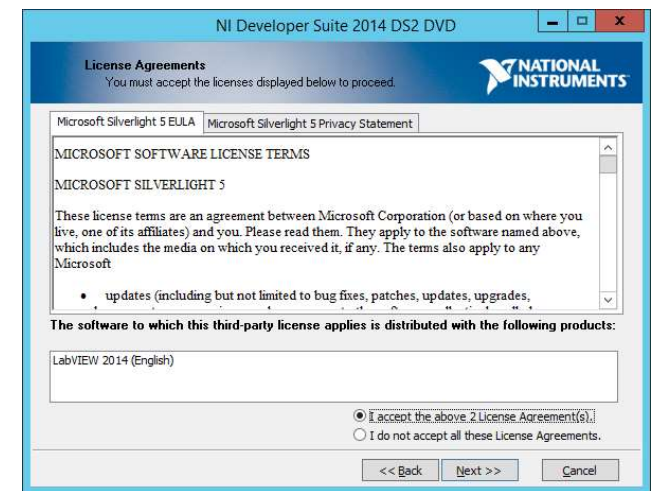 NI Developer Suite 2014 DS2 DVD
License Agreements
You must accept the licenses displayed below to proceed.
NATIONAL
INSTRUMENTS
Microsoft Silverlight 5 EULA
Microsoft Silverlight 5 Privacy Statement
MICROSOFT SOFTWARE LICENSE TERMS
MICROSOFT SILVERLIGHT 5
These license terms are an agreement between Microsoft Corporation (or based on where you
live, one of its affiliates) and you. Please read them. They apply to the software named above,
which includes the media on which you received it, if any. The terms also apply to any
Microsoft
• updates (including but not limited to bug fixes, patches, updates, upgrades,
The software to which this third-party license applies is distributed with the following products:
LabVIEW 2014 (English)
I accept the above 2 License Agreement(s).
I do not accept all these License Agreements.
<< Back
Next >>
Cancel